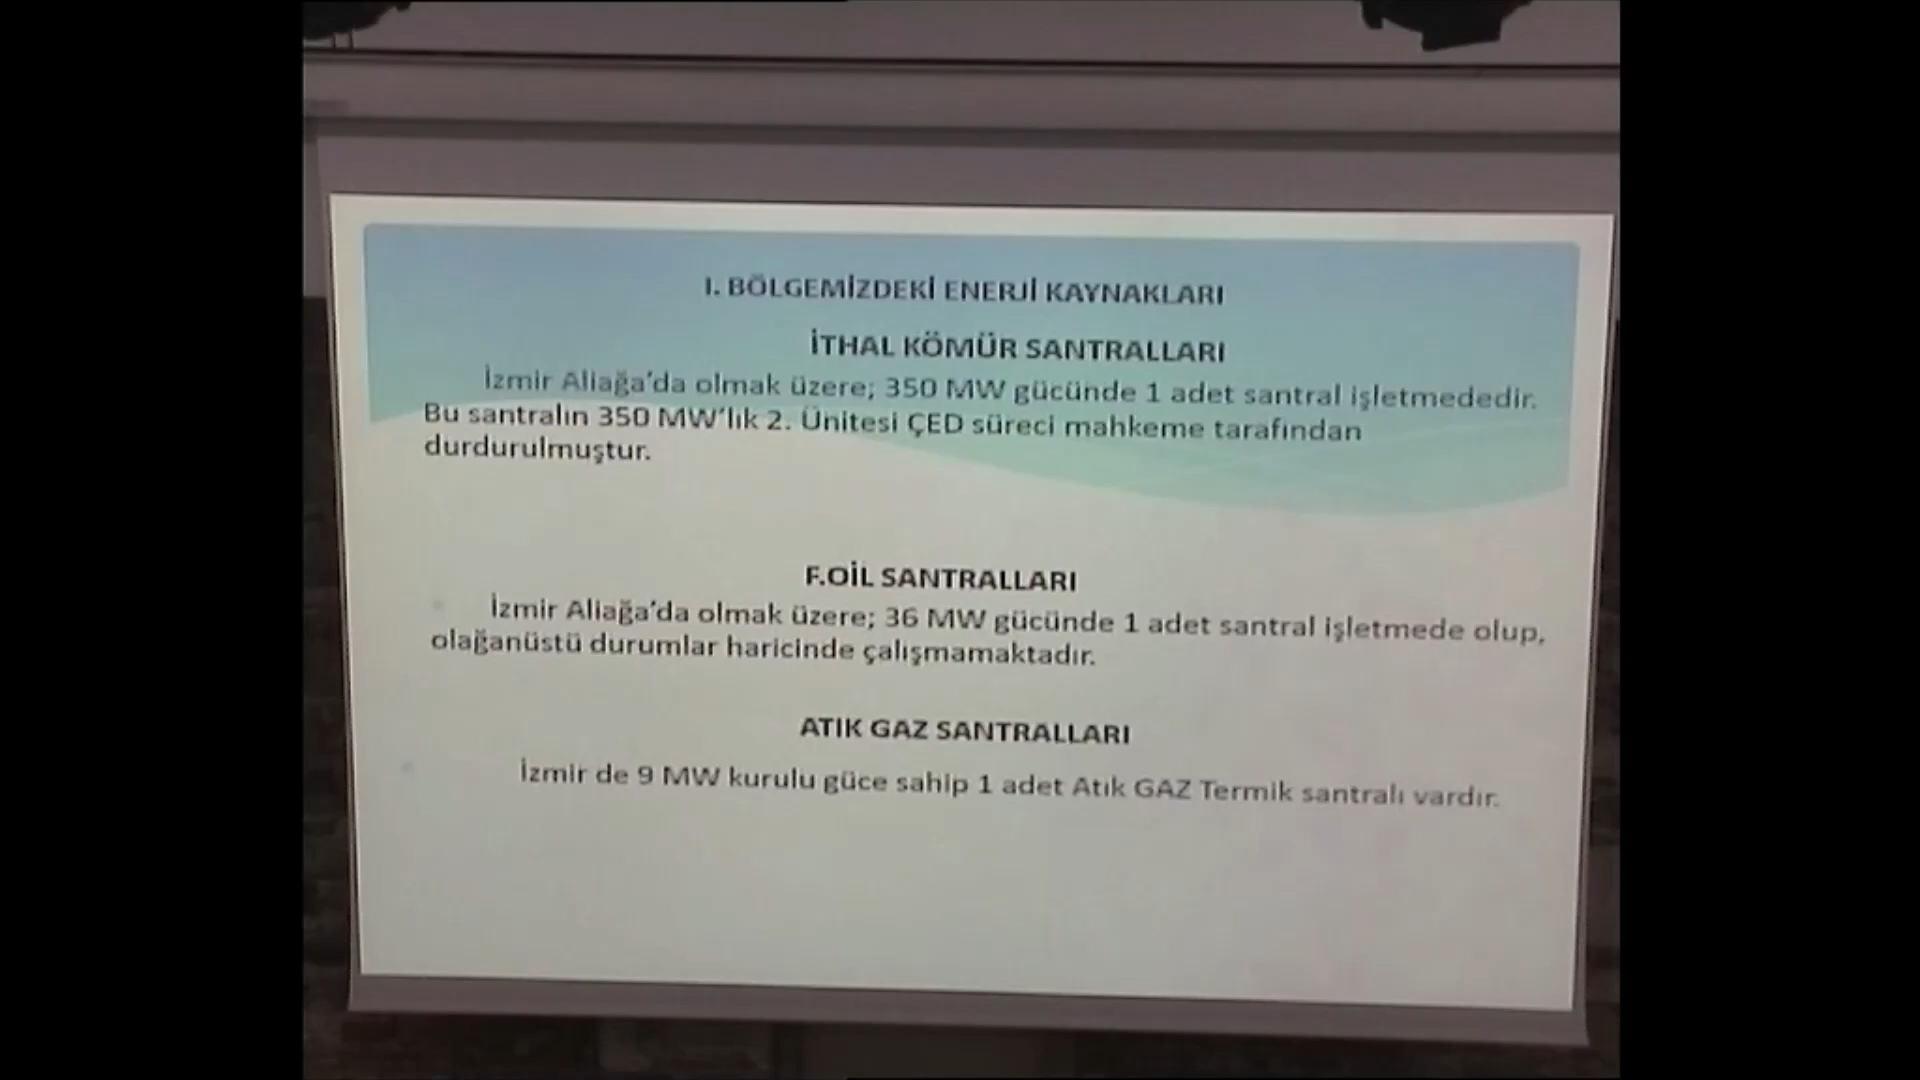 I. BÖLGEMİZDEKİ ENERJİ KAYNAKLARI
İTHAL KÖMÜR SANTRALLARI
İzmir Aliağa'da olmak üzere; 350 MW gücünde 1 adet santral işletmededir.
Bu santralın 350 MW'lık 2. Ünitesi ÇED süreci mahkeme tarafından
durdurulmuştur.
F.OİL SANTRALLARI
İzmir Aliağa'da olmak üzere; 36 MW gücünde 1 adet santral işletmede olup,
olağanüstü durumlar haricinde çalışmamaktadır.
ATIK GAZ SANTRALLARI
İzmir de 9 MW kurulu güce sahip 1 adet Atık GAZ Termik santralı vardır.